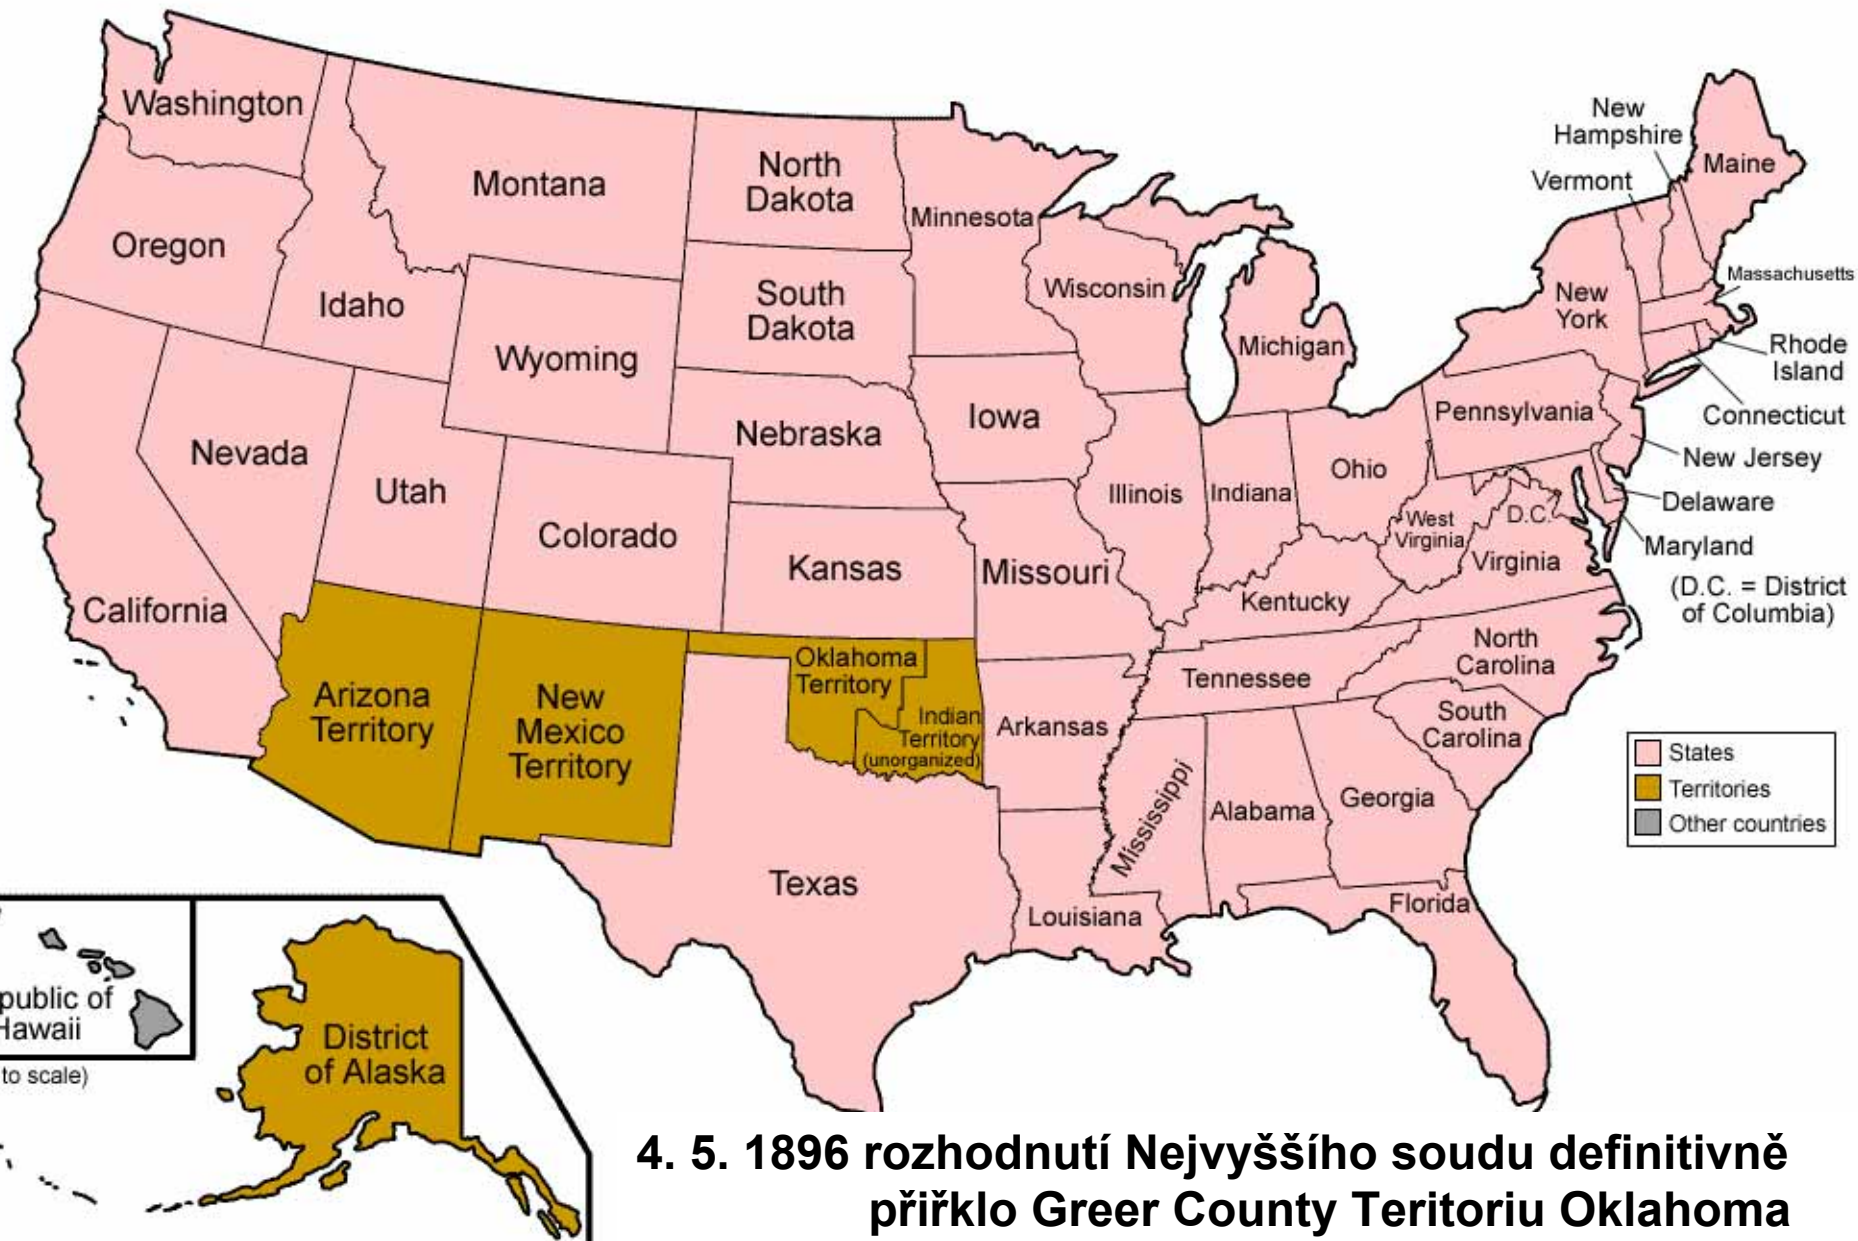 Washington
Montana
North
Dakota
Minnesota
New
Hampshire
Maine
Vermont
Oregon
Idaho
Wyoming
South
Dakota
Wisconsin
Michigan
New
York
Massachusetts
Rhode
Island
Connecticut
New Jersey
Delaware
Maryland
(D.C. = District
of Columbia)
Nevada
Utah
Colorado
Nebraska
Iowa
Illinois
Indiana
Ohio
Pennsylvania
West
Virginia
D.C.
Virginia
California
Kansas
Missouri
Kentucky
Arizona
Territory
New
Mexico
Territory
Oklahoma
Territory
Indian
Territory
(unorganized)
Arkansas
Tennessee
North
Carolina
South
Carolina
Texas
Louisiana
Mississippi
Alabama
Georgia
Florida
States
Territories
Other countries
public of
Hawaii
to scale)
District
of Alaska
4. 5. 1896 rozhodnutí Nejvyššího soudu definitivně
přiřklo Greer County Teritoriu Oklahoma